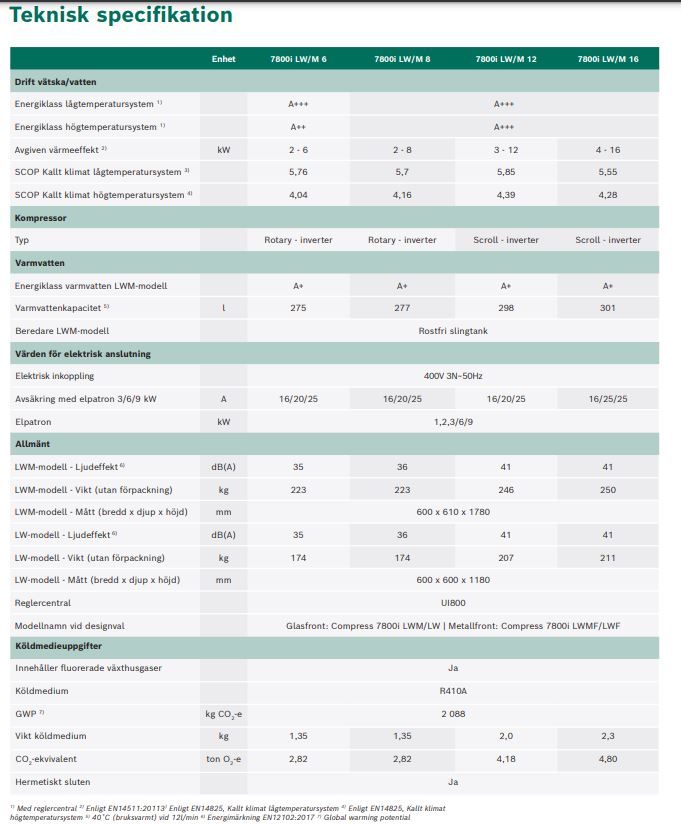 Teknisk specifikation
Enhet 7800i LW/M 6 7800i LW/M 8 7800i LW/M 12 7800i LW/M 16
Drift vätska/vatten
Energiklass lågtemperatursystem 1) A+++ A+++
Energiklass högtemperatursystem 1) A++ A+++
Avgiven värmeeffekt 2) kW 2 - 6 2 - 8 3 - 12 4 - 16
SCOP Kallt klimat lågtemperatursystem 3) 5,76 5,7 5,85 5,55
SCOP Kallt klimat högtemperatursystem 4) 4,04 4,16 4,39 4,28
Kompressor
Typ Rotary - inverter Rotary - inverter Scroll - inverter Scroll - inverter
Varmvatten
Energiklass varmvatten LWM-modell A+ A+ A+ A+
Varmvattenkapacitet 5) l 275 277 298 301
Beredare LWM-modell Rostfri slingtank
Värden för elektrisk anslutning
Elektrisk inkoppling 400V 3N~50Hz
Avsäkring med elpatron 3/6/9 kW A 16/20/25 16/20/25 16/20/25 16/25/25
Elpatron kW 1,2,3/6/9
Allmänt
LWM-modell - Ljudeffekt 6) dB(A) 35 36 41 41
LWM-modell - Vikt (utan förpackning) kg 223 223 246 250
LWM-modell - Mått (bredd x djup x höjd) mm 600 x 610 x 1780
LW-modell - Ljudeffekt 6) dB(A) 35 36 41 41
LW-modell - Vikt (utan förpackning) kg 174 174 207 211
LW-modell - Mått (bredd x djup x höjd) mm 600 x 600 x 1180
Reglercentral UI800
Modellnamn vid designval Glasfront: Compress 7800i LWM/LW | Metallfront: Compress 7800i LWMF/LWF
Köldmedieuppgifter
Innehåller fluorerade växthusgaser Ja
Köldmedium R410A
GWP 7) kg CO2-e 2 088
Vikt köldmedium kg 1,35 1,35 2,0 2,3
CO2-ekvivalent ton O2-e 2,82 2,82 4,18 4,80
Hermetiskt sluten Ja
1) Med reglercentral 2) Enligt EN14511:20113) Enligt EN14825, Kallt klimat lågtemperatursystem 4) Enligt EN14825, Kallt klimat
högtemperatursystem 5) 40˚C (bruksvarmt) vid 12l/min 6) Energimärkning EN12102:2017 7) Global warming potential